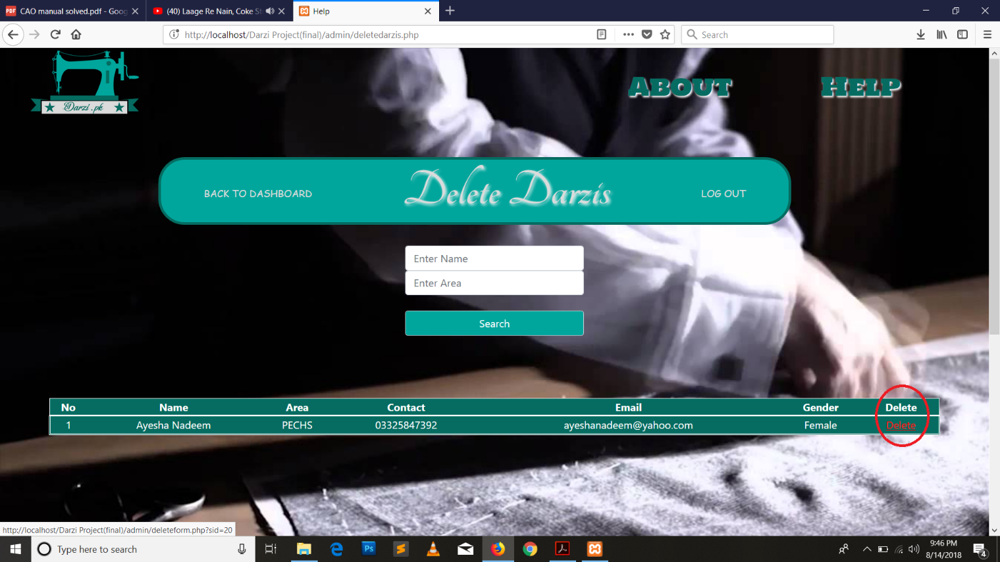 CAO manual solved.pdf - Goog
(40) Laage Re Nain, Coke St
Help
http://localhost/Darzi Project(final)/admin/deletedarzis.php
Search
Darzi .pk
About
Help
BACK TO DASHBOARD
Delete Darzis
LOG OUT
Enter Name
Enter Area
Search
No Name Area Contact Email Gender Delete
1 Ayesha Nadeem PECHS 03325847392 ayeshanadeem@yahoo.com Female Delete
http://localhost/Darzi Project(final)/admin/deleteform.php?sid=20
Type here to search
Ps
9:46 PM
8/14/2018
4